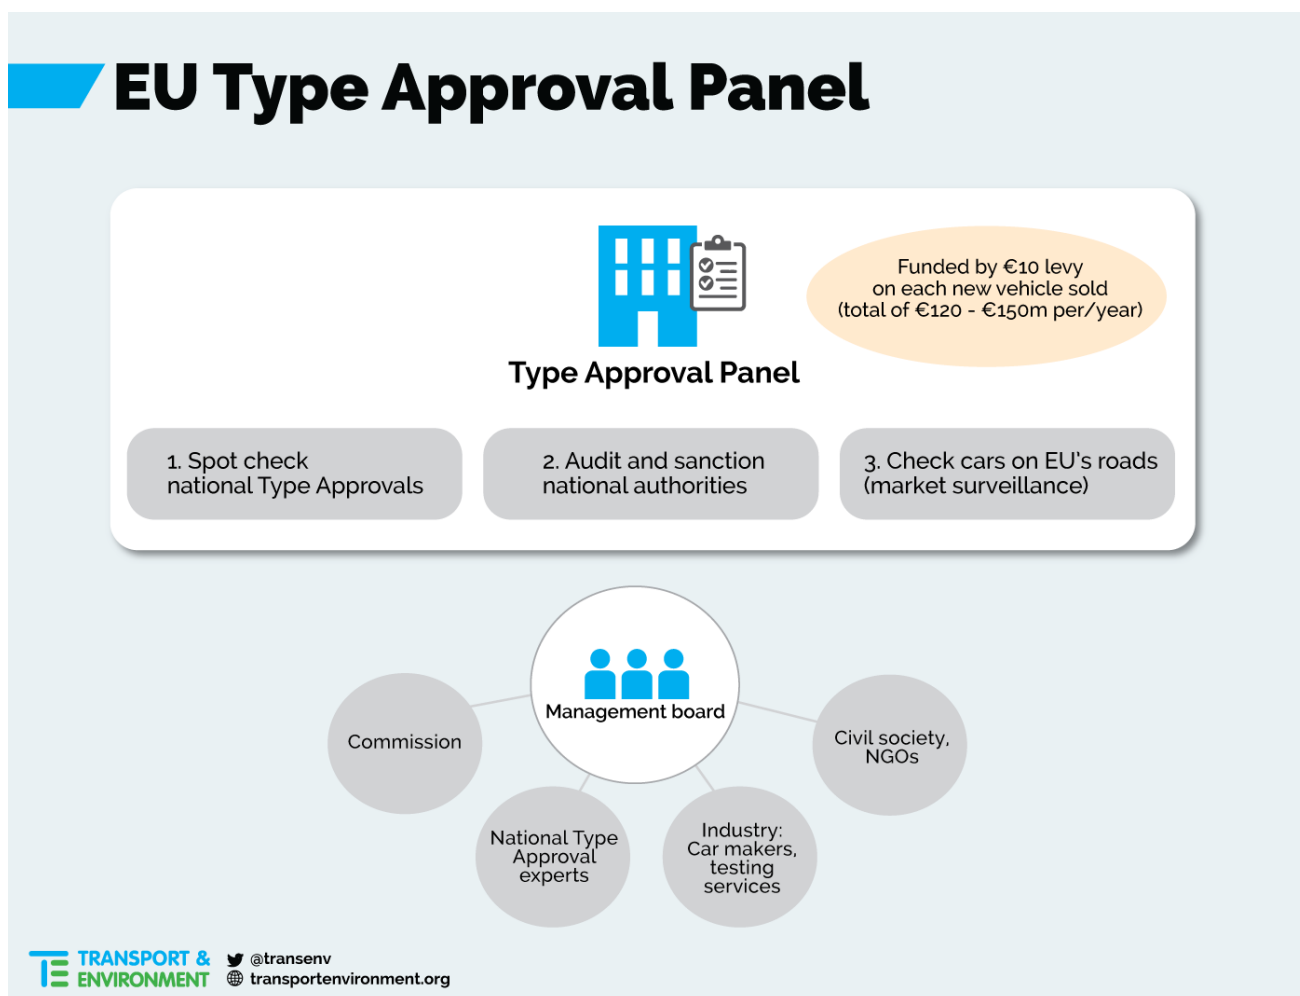 EU Type Approval Panel
Funded by €10 levy
on each new vehicle sold
(total of €120 - €150m per/year)
Type Approval Panel
1. Spot check
national Type Approvals
2. Audit and sanction
national authorities
3. Check cars on EU's roads
(market surveillance)
Management board
Commission
Civil society,
NGOs
National Type
Approval
experts
Industry:
Car makers,
testing
services
TRANSPORT &
ENVIRONMENT
@transenv
transportenvironment.org